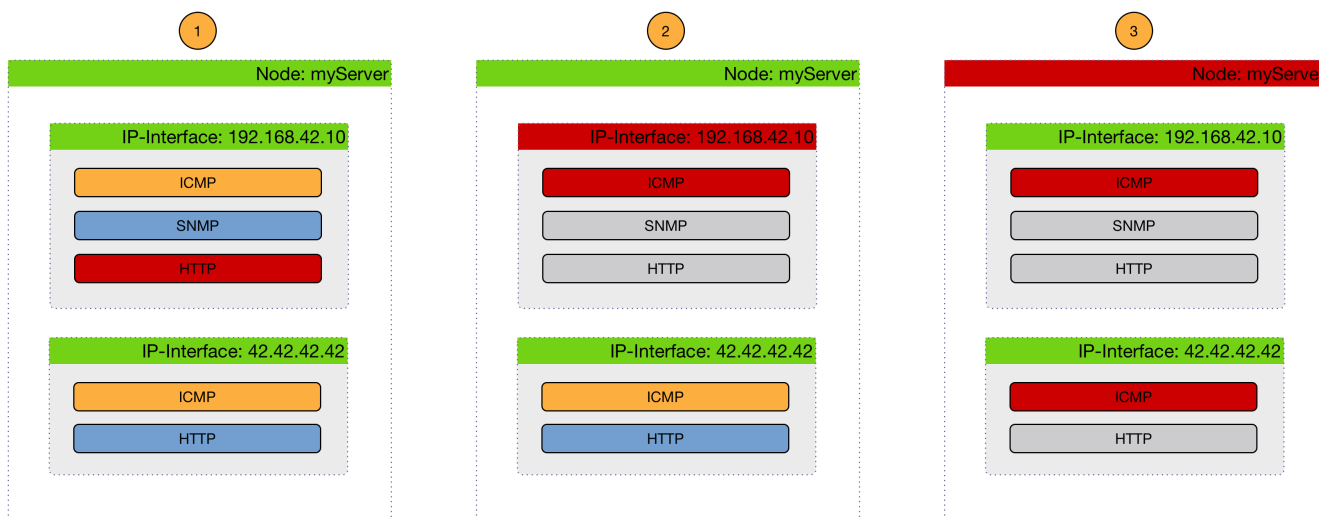 1
Node: myServer
IP-Interface: 192.168.42.10
ICMP
SNMP
HTTP
IP-Interface: 42.42.42.42
ICMP
HTTP
2
Node: myServer
IP-Interface: 192.168.42.10
ICMP
SNMP
HTTP
IP-Interface: 42.42.42.42
ICMP
HTTP
3
Node: myServe
IP-Interface: 192.168.42.10
ICMP
SNMP
HTTP
IP-Interface: 42.42.42.42
ICMP
HTTP